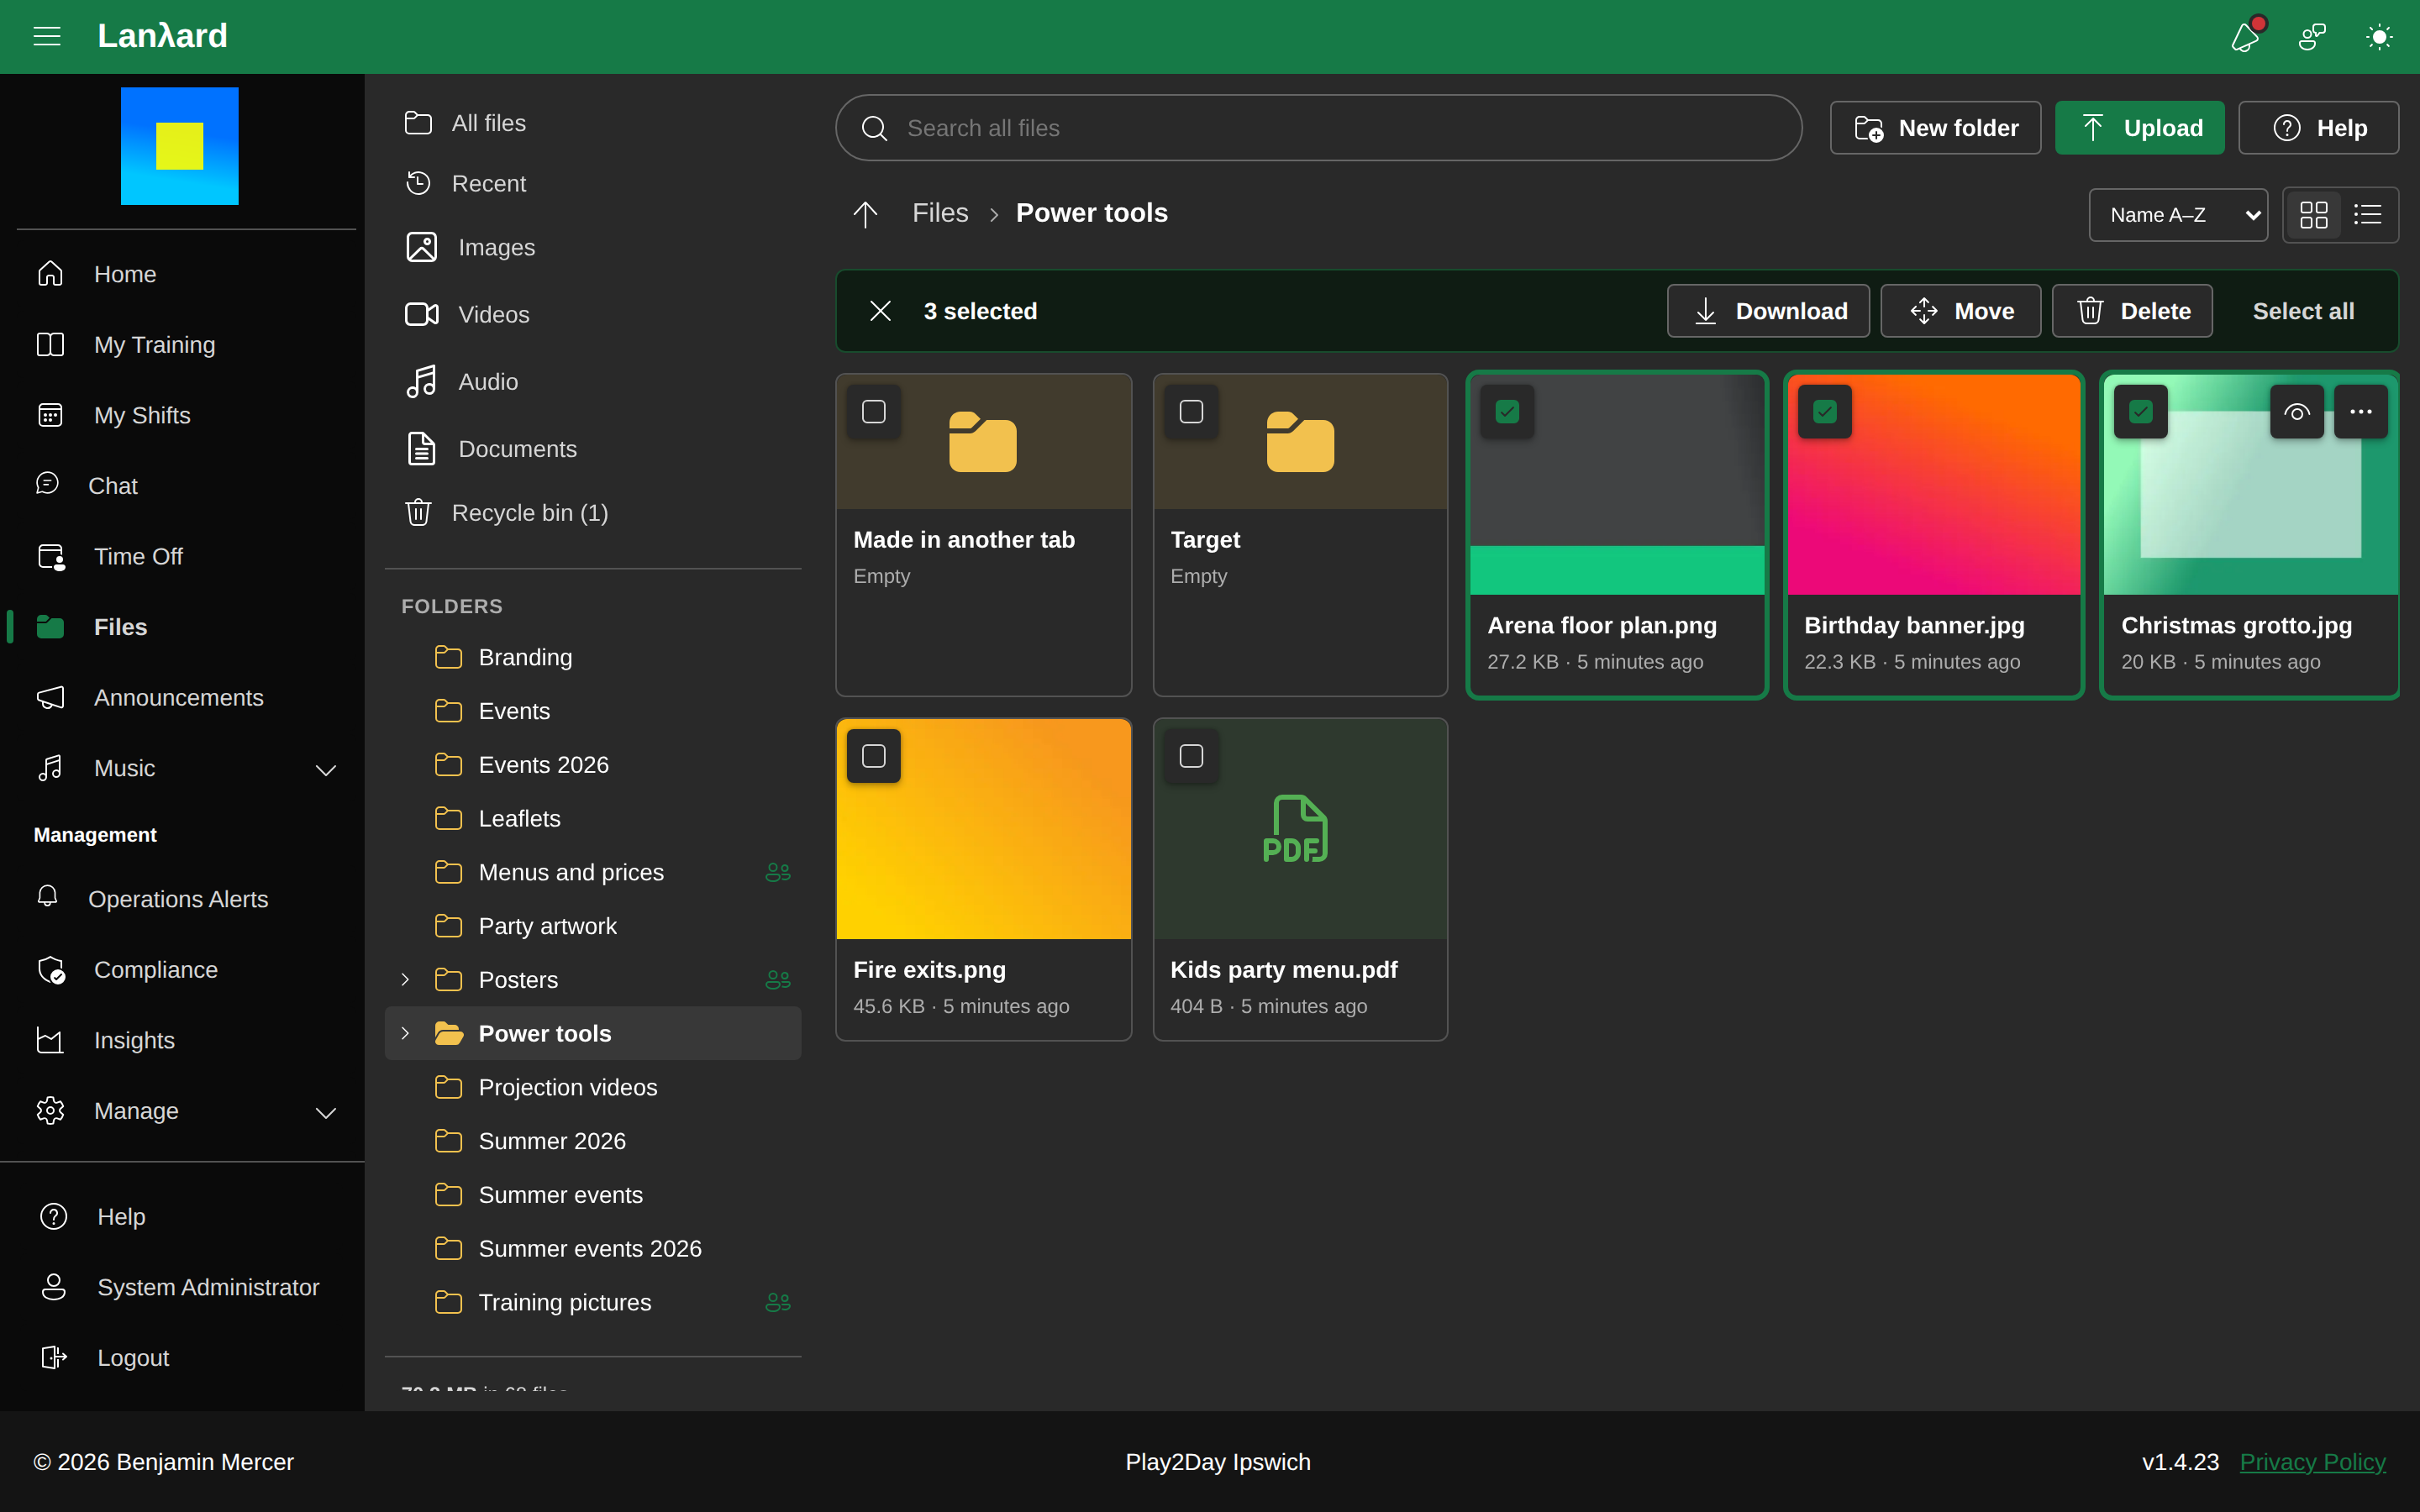 Lanλard
Home
My Training
My Shifts
Chat
Time Off
Files
Announcements
Music
Management
Operations Alerts
Compliance
Insights
Manage
Help
System Administrator
Logout
All files
Recent
Images
Videos
Audio
Documents
Recycle bin (1)
FOLDERS
Branding
Events
Events 2026
Leaflets
Menus and prices
Party artwork
Posters
Power tools
Projection videos
Summer 2026
Summer events
Summer events 2026
Training pictures
Search all files
New folder
Upload
Help
Files
Power tools
Name A–Z
3 selected
Download
Move
Delete
Select all
Made in another tab
Empty
Target
Empty
Arena floor plan.png
27.2 KB · 5 minutes ago
Birthday banner.jpg
22.3 KB · 5 minutes ago
Christmas grotto.jpg
20 KB · 5 minutes ago
Fire exits.png
45.6 KB · 5 minutes ago
PDF
Kids party menu.pdf
404 B · 5 minutes ago
© 2026 Benjamin Mercer
Play2Day Ipswich
v1.4.23
Privacy Policy